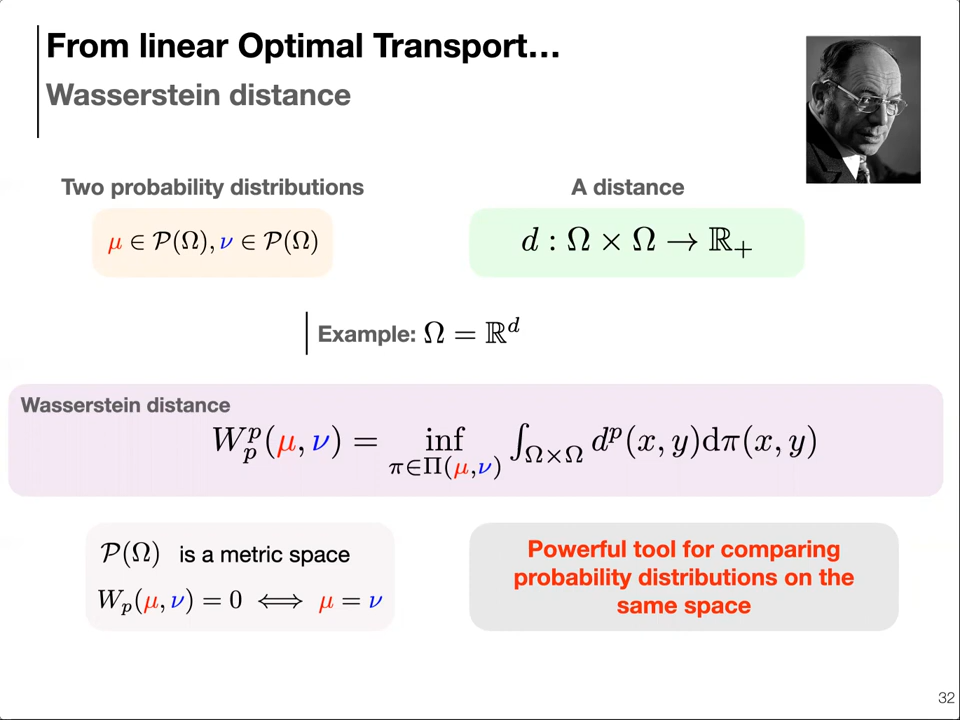 From linear Optimal Transport…
Wasserstein distance
Two probability distributions
μ ∈ 𝒫(Ω), ν ∈ 𝒫(Ω)
A distance
d : Ω × Ω → ℝ₊
Example: Ω = ℝᵈ
Wasserstein distance
W_p^p(μ, ν) = inf_{π∈Π(μ,ν)} ∫_{Ω×Ω} d^p(x, y)dπ(x, y)
𝒫(Ω) is a metric space
W_p(μ, ν) = 0 ⟺ μ = ν
Powerful tool for comparing
probability distributions on the
same space
32